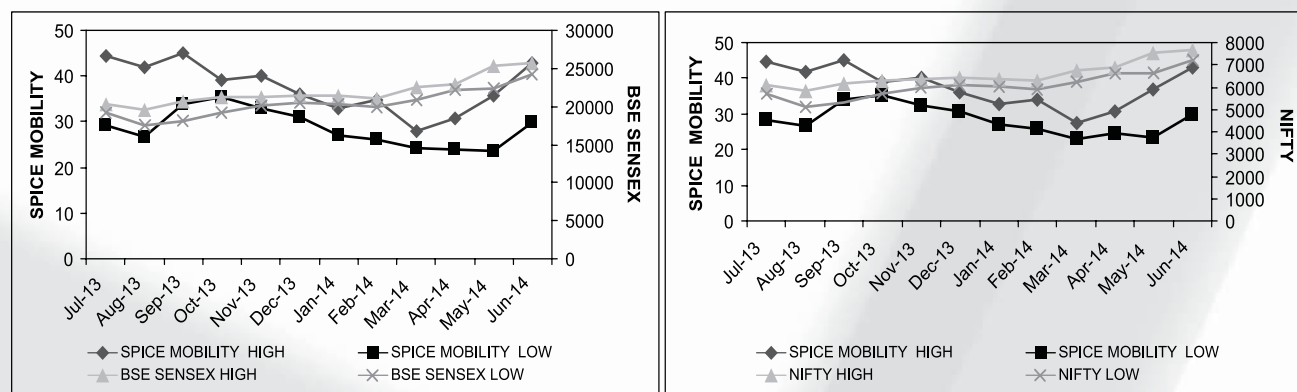 SPICE MOBILITY
50
40
30
20
10
0
30000
25000
20000
15000
10000
5000
0
BSE SENSEX
Jul-13
Aug-13
Sep-13
Oct-13
Nov-13
Dec-13
Jan-14
Feb-14
Mar-14
Apr-14
May-14
Jun-14
SPICE MOBILITY HIGH
SPICE MOBILITY LOW
BSE SENSEX HIGH
BSE SENSEX LOW
SPICE MOBILITY
50
40
30
20
10
0
8000
7000
6000
5000
4000
3000
2000
1000
0
NIFTY
Jul-13
Aug-13
Sep-13
Oct-13
Nov-13
Dec-13
Jan-14
Feb-14
Mar-14
Apr-14
May-14
Jun-14
SPICE MOBILITY HIGH
SPICE MOBILITY LOW
NIFTY HIGH
NIFTY LOW